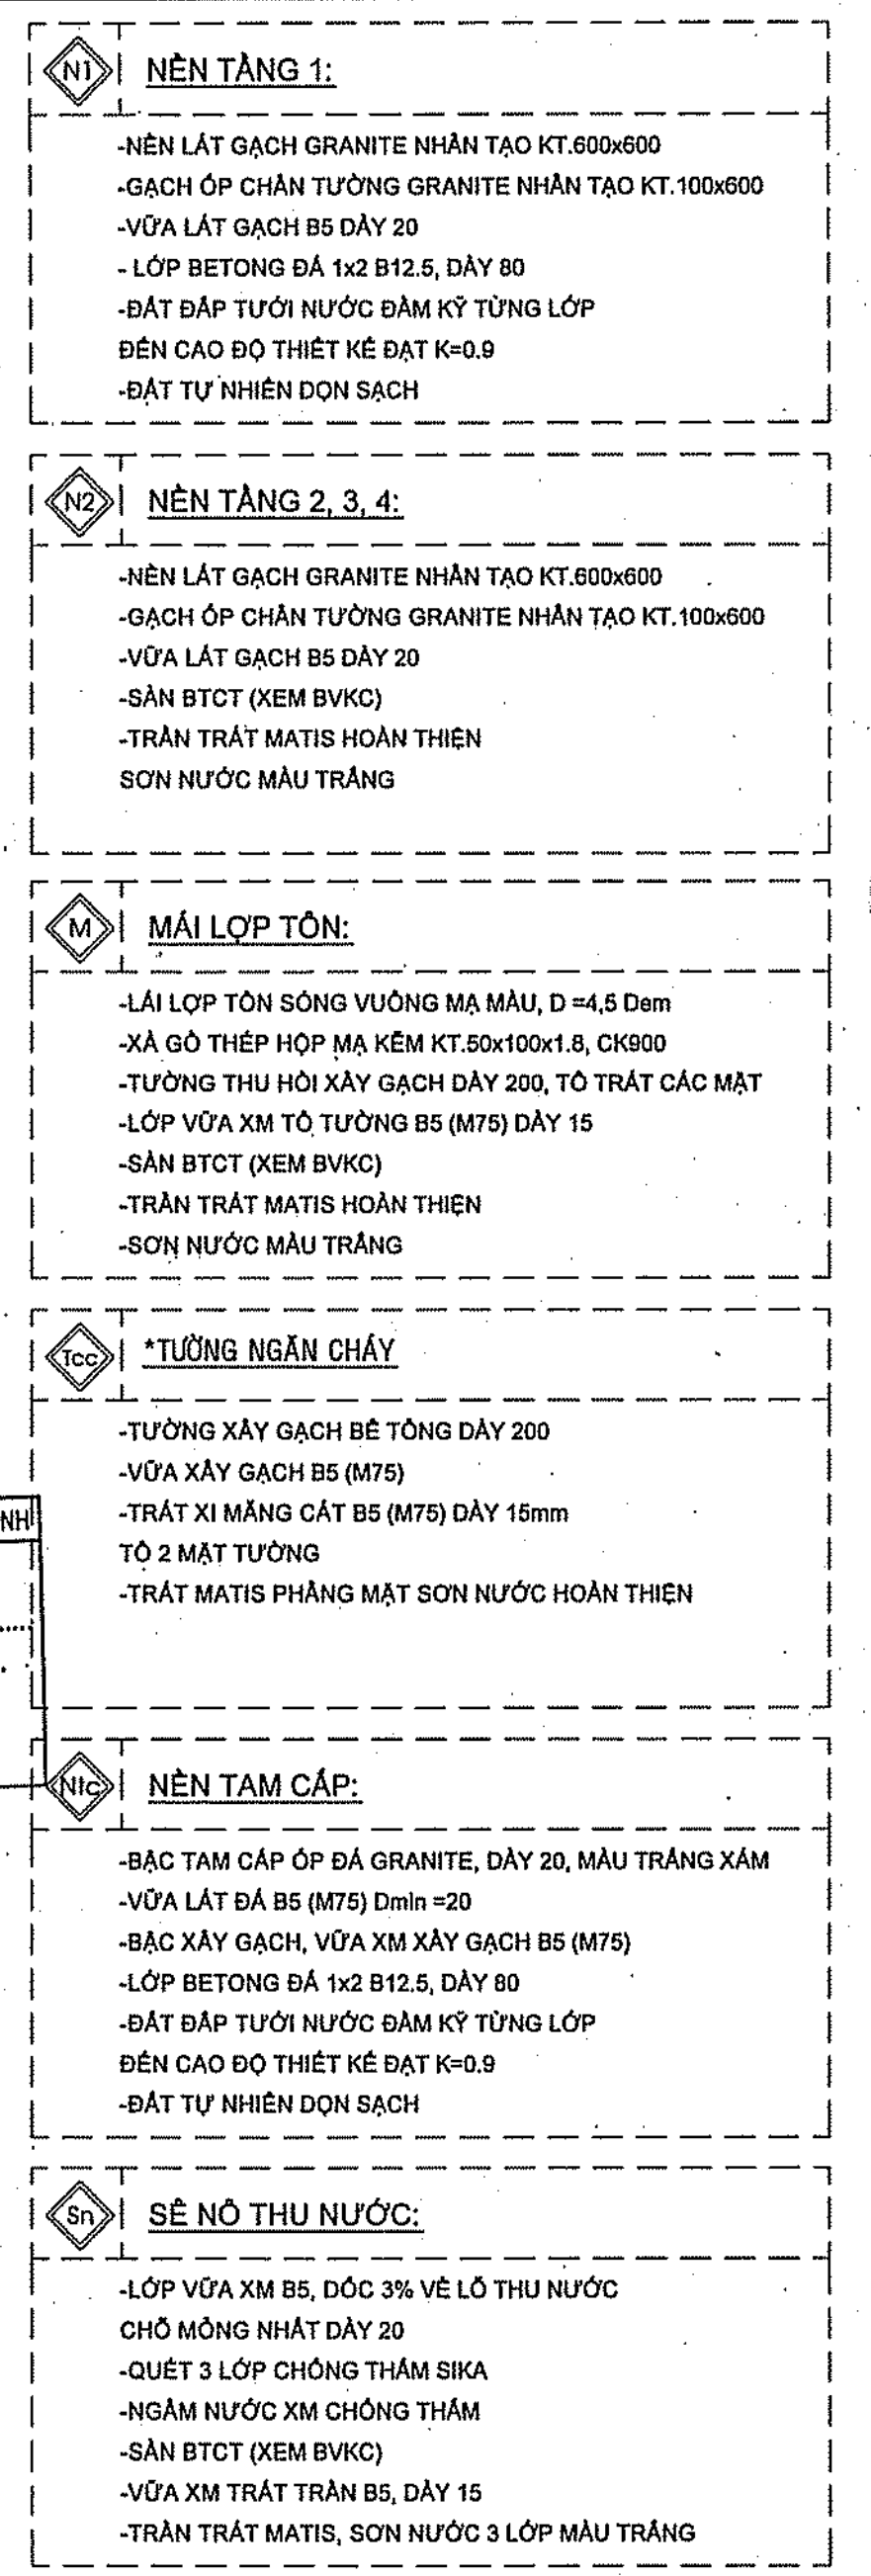 N1
NỀN TẦNG 1:
-NỀN LÁT GẠCH GRANITE NHÂN TẠO KT.600x600
-GẠCH ỐP CHÂN TƯỜNG GRANITE NHÂN TẠO KT.100x600
-VỮA LÁT GẠCH B5 DÀY 20
- LỚP BETONG ĐÁ 1x2 B12.5, DÀY 80
-ĐẤT ĐẮP TƯỚI NƯỚC ĐẦM KỸ TỪNG LỚP
ĐẾN CAO ĐỘ THIẾT KẾ ĐẠT K=0.9
-ĐẤT TỰ NHIÊN DỌN SẠCH
N2
NỀN TẦNG 2, 3, 4:
-NỀN LÁT GẠCH GRANITE NHÂN TẠO KT.600x600
-GẠCH ỐP CHÂN TƯỜNG GRANITE NHÂN TẠO KT.100x600
-VỮA LÁT GẠCH B5 DÀY 20
-SÀN BTCT (XEM BVKC)
-TRẦN TRÁT MATIS HOÀN THIỆN
SƠN NƯỚC MÀU TRẮNG
M
MÁI LỢP TÔN:
-LÁI LỢP TÔN SÓNG VUÔNG MẠ MÀU, D =4,5 Dem
-XÀ GỒ THÉP HỘP MẠ KẼM KT.50x100x1.8, CK900
-TƯỜNG THU HỒI XÂY GẠCH DÀY 200, TÔ TRÁT CÁC MẶT
-LỚP VỮA XM TÔ TƯỜNG B5 (M75) DÀY 15
-SÀN BTCT (XEM BVKC)
-TRẦN TRÁT MATIS HOÀN THIỆN
-SƠN NƯỚC MÀU TRẮNG
Tcc
*TƯỜNG NGĂN CHÁY
-TƯỜNG XÂY GẠCH BÊ TÔNG DÀY 200
-VỮA XÂY GẠCH B5 (M75)
-TRÁT XI MĂNG CÁT B5 (M75) DÀY 15mm
TÔ 2 MẶT TƯỜNG
-TRÁT MATIS PHẲNG MẶT SƠN NƯỚC HOÀN THIỆN
NH
Ntc
NỀN TAM CẤP:
-BẬC TAM CẤP ỐP ĐÁ GRANITE, DÀY 20, MÀU TRẮNG XÁM
-VỮA LÁT ĐÁ B5 (M75) Dmin =20
-BẬC XÂY GẠCH, VỮA XM XÂY GẠCH B5 (M75)
-LỚP BETONG ĐÁ 1x2 B12.5, DÀY 80
-ĐẤT ĐẮP TƯỚI NƯỚC ĐẦM KỸ TỪNG LỚP
ĐẾN CAO ĐỘ THIẾT KẾ ĐẠT K=0.9
-ĐẤT TỰ NHIÊN DỌN SẠCH
Sn
SÊ NÔ THU NƯỚC:
-LỚP VỮA XM B5, DỐC 3% VỀ LỖ THU NƯỚC
CHỖ MỎNG NHẤT DÀY 20
-QUÉT 3 LỚP CHỐNG THẤM SIKA
-NGÂM NƯỚC XM CHỐNG THẤM
-SÀN BTCT (XEM BVKC)
-VỮA XM TRÁT TRẦN B5, DÀY 15
-TRẦN TRÁT MATIS, SƠN NƯỚC 3 LỚP MÀU TRẮNG